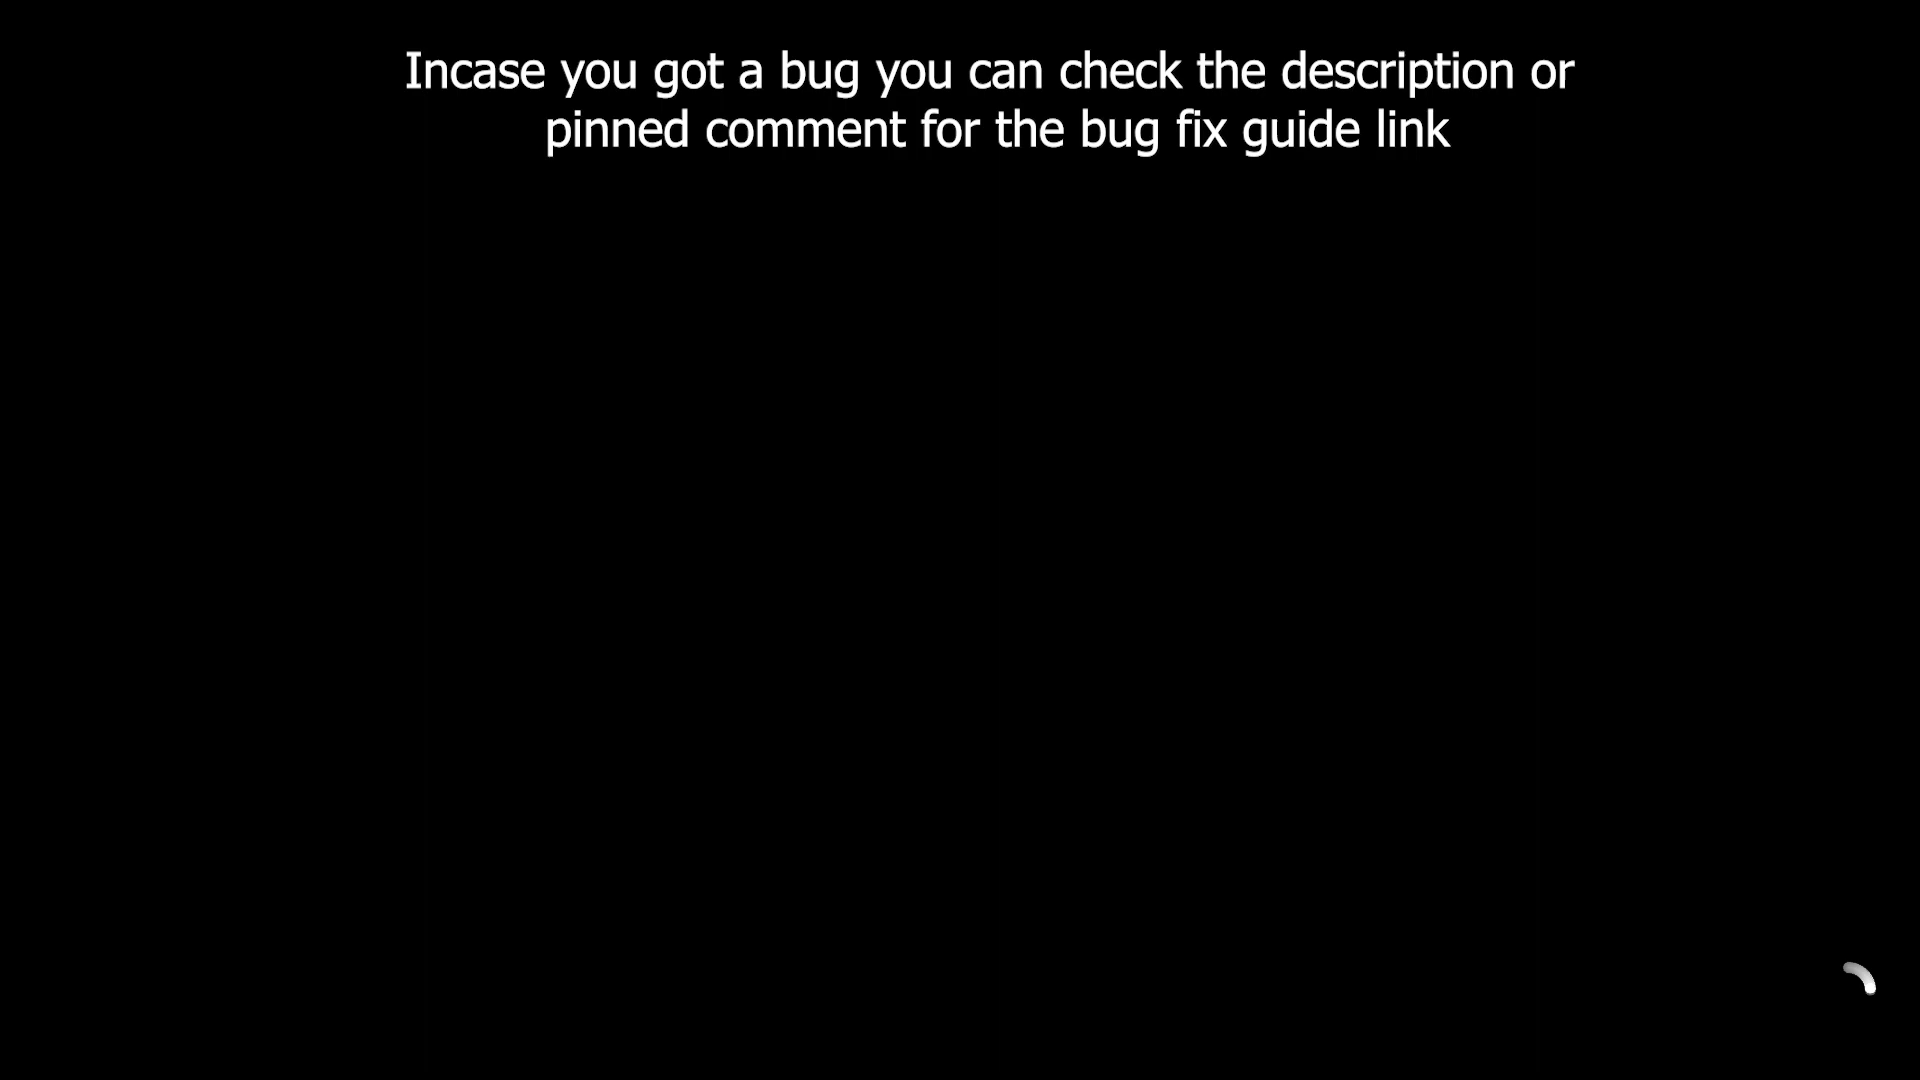 Incase you got a bug you can check the description or
pinned comment for the bug fix guide link